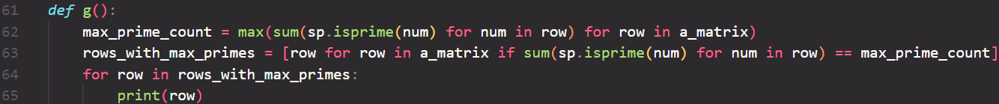 61 def g():
62 max_prime_count = max(sum(sp.isprime(num) for num in row) for row in a_matrix)
63 rows_with_max_primes = [row for row in a_matrix if sum(sp.isprime(num) for num in row) == max_prime_count]
64 for row in rows_with_max_primes:
65 print(row)